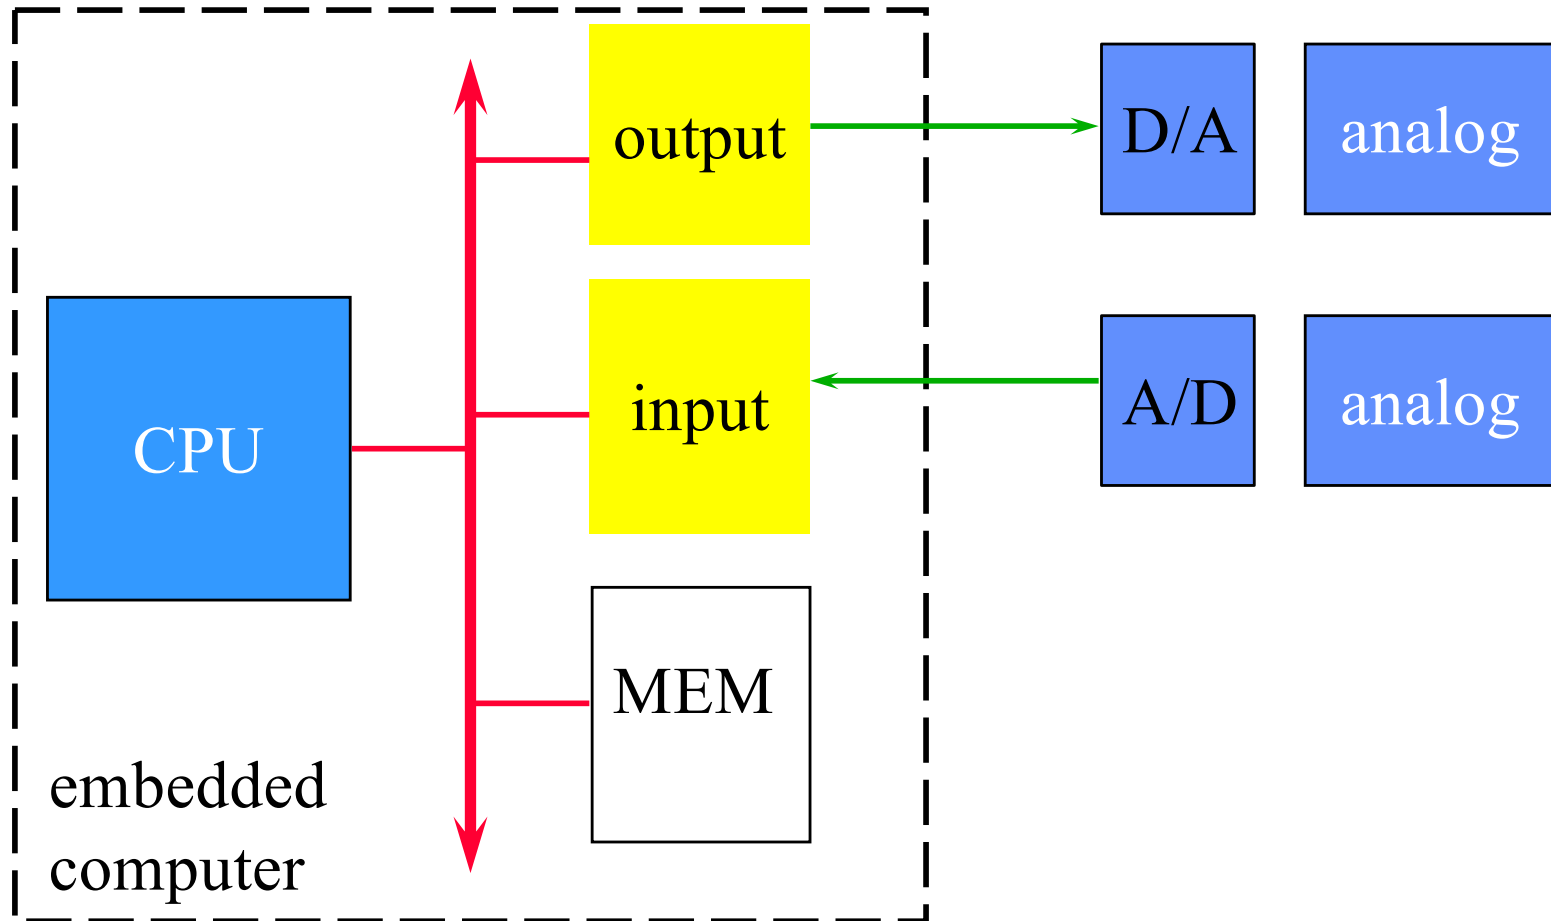 output
D/A
analog
input
A/D
analog
CPU
MEM
embedded
computer